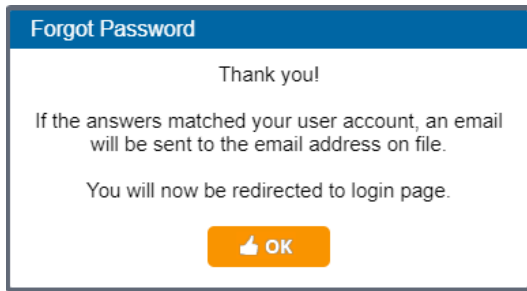 Forgot Password
Thank you!
If the answers matched your user account, an email
will be sent to the email address on file.
You will now be redirected to login page.
OK